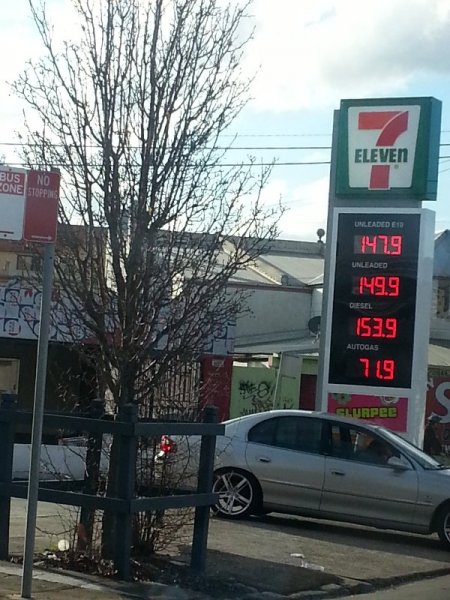 BUS
ZONE
NO
STOPPING
7
ELEVEN
UNLEADED E10
147.9
UNLEADED
149.9
DIESEL
153.9
AUTOGAS
71.9
SLURPEE